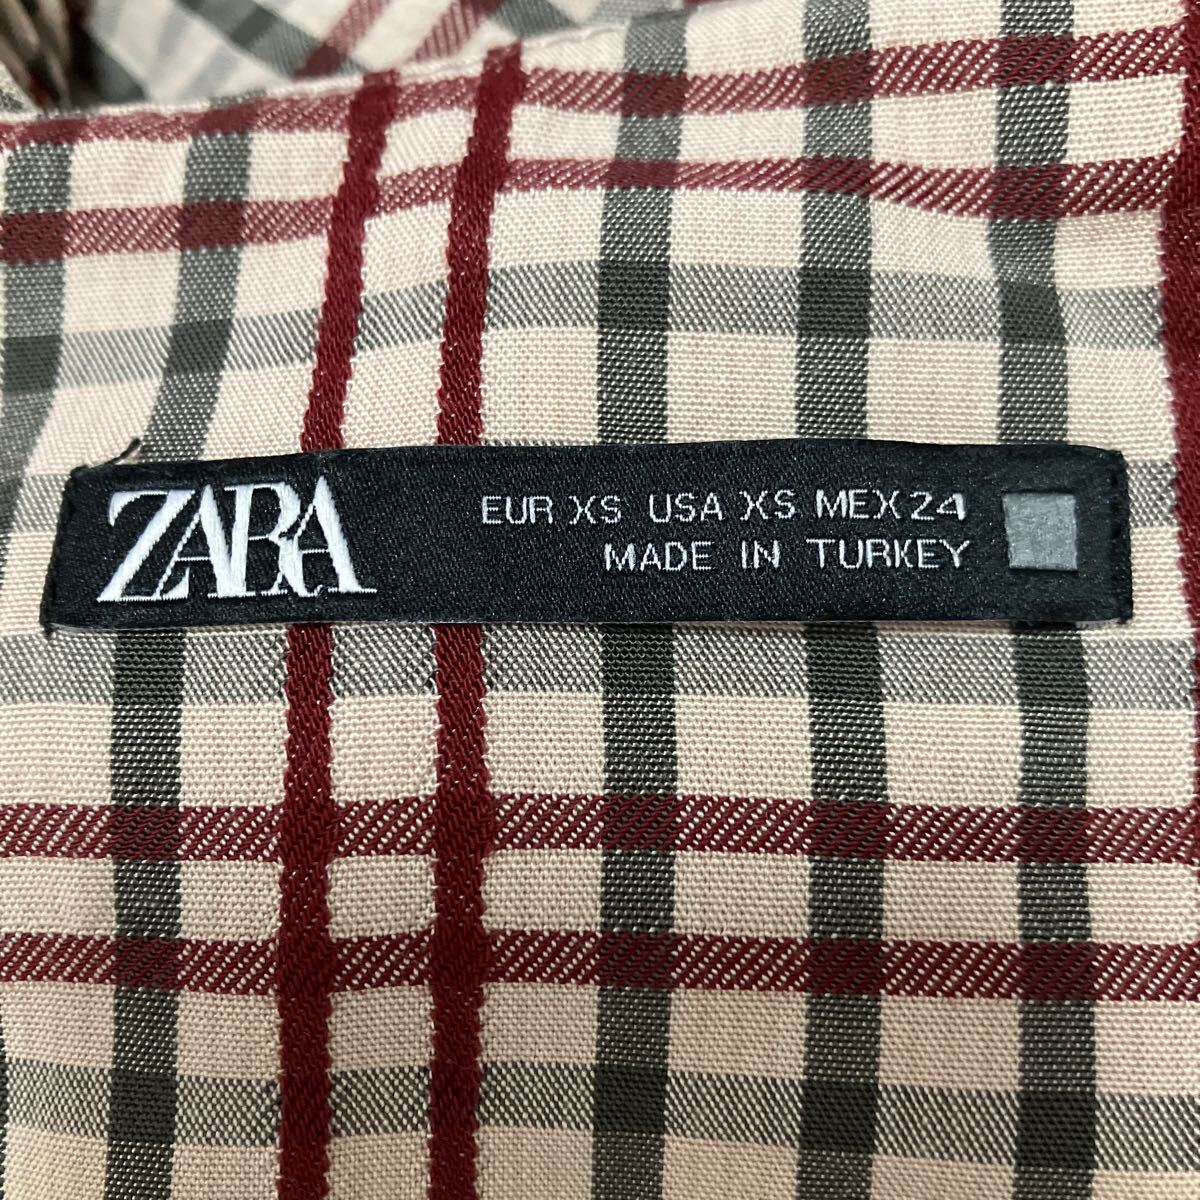 ZARA
EUR XS USA XS MEX 24
MADE IN TURKEY